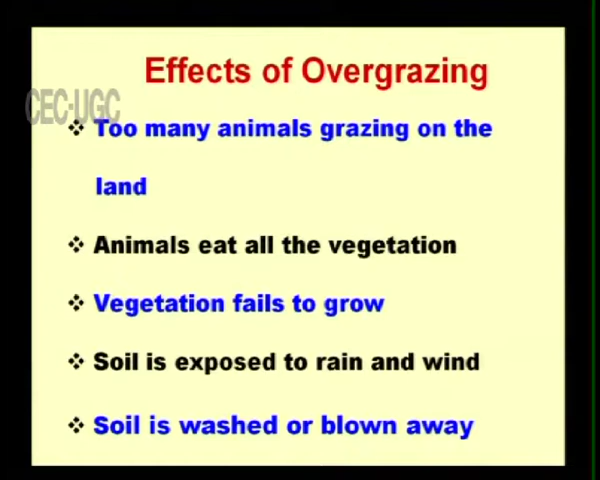 Effects of Overgrazing
CEC-UGC
❖ Too many animals grazing on the
land
❖ Animals eat all the vegetation
❖ Vegetation fails to grow
❖ Soil is exposed to rain and wind
❖ Soil is washed or blown away